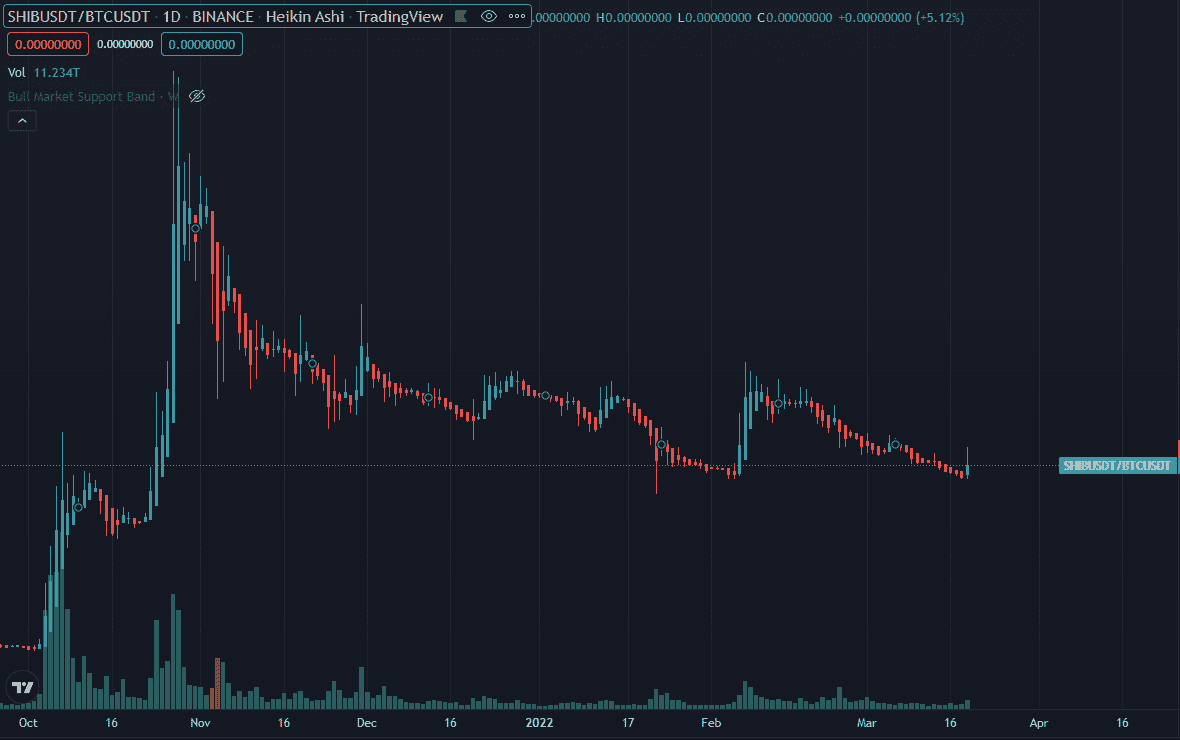 SHIBUSDT/BTCUSDT · 1D · BINANCE · Heikin Ashi · TradingView .00000000 H0.00000000 L0.00000000 C0.00000000 +0.00000000 (+5.12%)
0.00000000 0.00000000 0.00000000
Vol 11.234T
Bull Market Support Band · W
SHIBUSDT/BTCUSDT
Oct 16 Nov 16 Dec 16 2022 17 Feb Mar 16 Apr 16